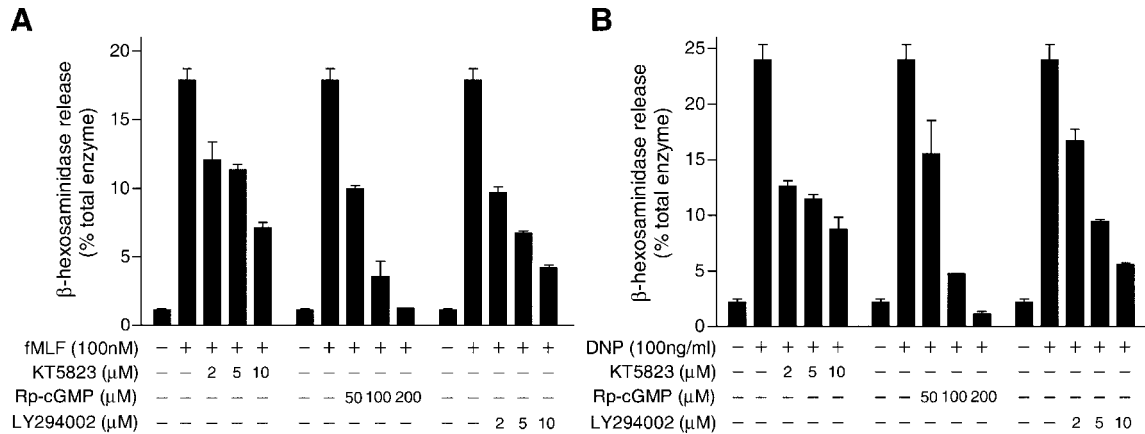 A
β-hexosaminidase release
(% total enzyme)
20
15
10
5
0
fMLF (100nM) − + + + + − + + + + − + + + +
KT5823 (μM) − − 2 5 10 − − − − − − − − − −
Rp-cGMP (μM) − − − − − − − 50 100 200 − − − − −
LY294002 (μM) − − − − − − − − − − − − 2 5 10
B
β-hexosaminidase release
(% total enzyme)
25
20
15
10
5
0
DNP (100ng/ml) − + + + + − + + + + − + + + +
KT5823 (μM) − − 2 5 10 − − − − − − − − − −
Rp-cGMP (μM) − − − − − − − 50 100 200 − − − − −
LY294002 (μM) − − − − − − − − − − − − 2 5 10